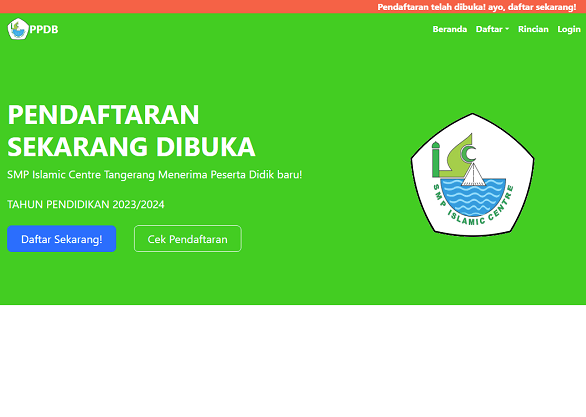 Pendaftaran telah dibuka! ayo, daftar sekarang!
PPDB
Beranda Daftar Rincian Login
PENDAFTARAN
SEKARANG DIBUKA
SMP Islamic Centre Tangerang Menerima Peserta Didik baru!
TAHUN PENDIDIKAN 2023/2024
Daftar Sekarang! Cek Pendaftaran
SMP ISLAMIC CENTRE